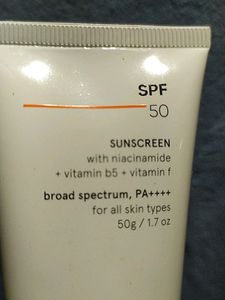 SPF
50
SUNSCREEN
with niacinamide
+ vitamin b5 + vitamin f
broad spectrum, PA++++
for all skin types
50g / 1.7 oz